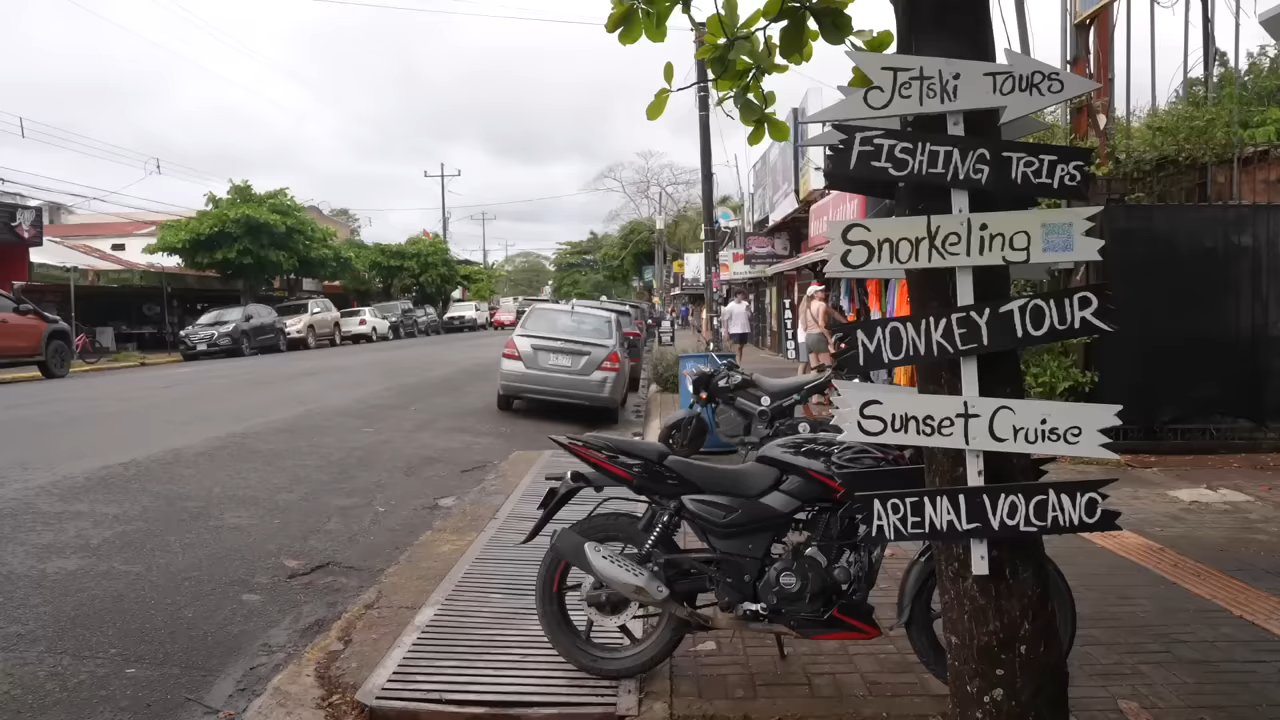 Jetski TOURS
FISHING TRIPS
Snorkeling
MONKEY TOUR
Sunset Cruise
ARENAL VOLCANO
TATTOO